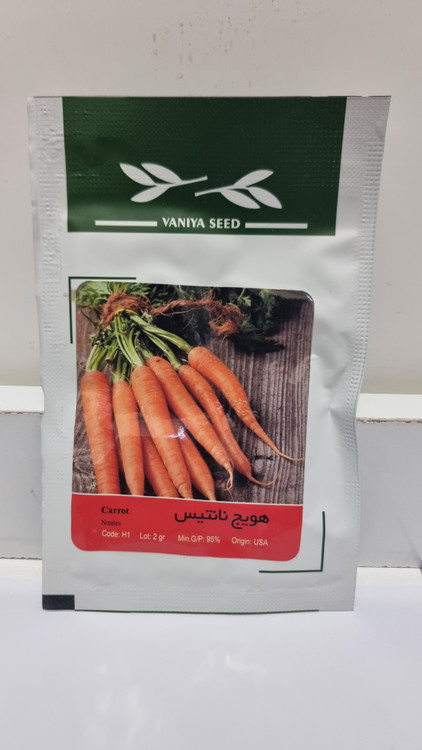 VANIYA SEED
Carrot
هویج نانتیس
Nantes
Code: H1 Lot: 2 gr Min.G/P: 95% Origin: USA